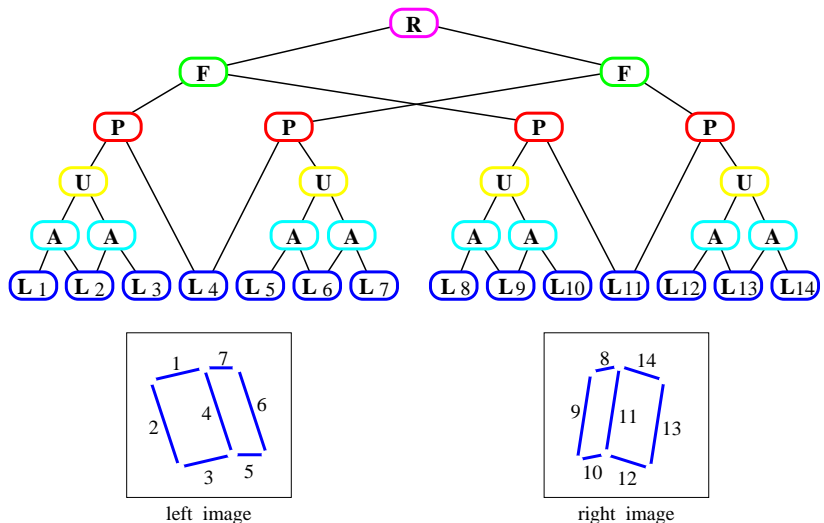 R
F F
P P P P
U U U U
A A A A A A A A
L 1 L 2 L 3 L 4 L 5 L 6 L 7 L 8 L 9 L 10 L 11 L 12 L 13 L 14
1 7 8 14
2 4 6 9 11 13
3 5 10 12
left image right image